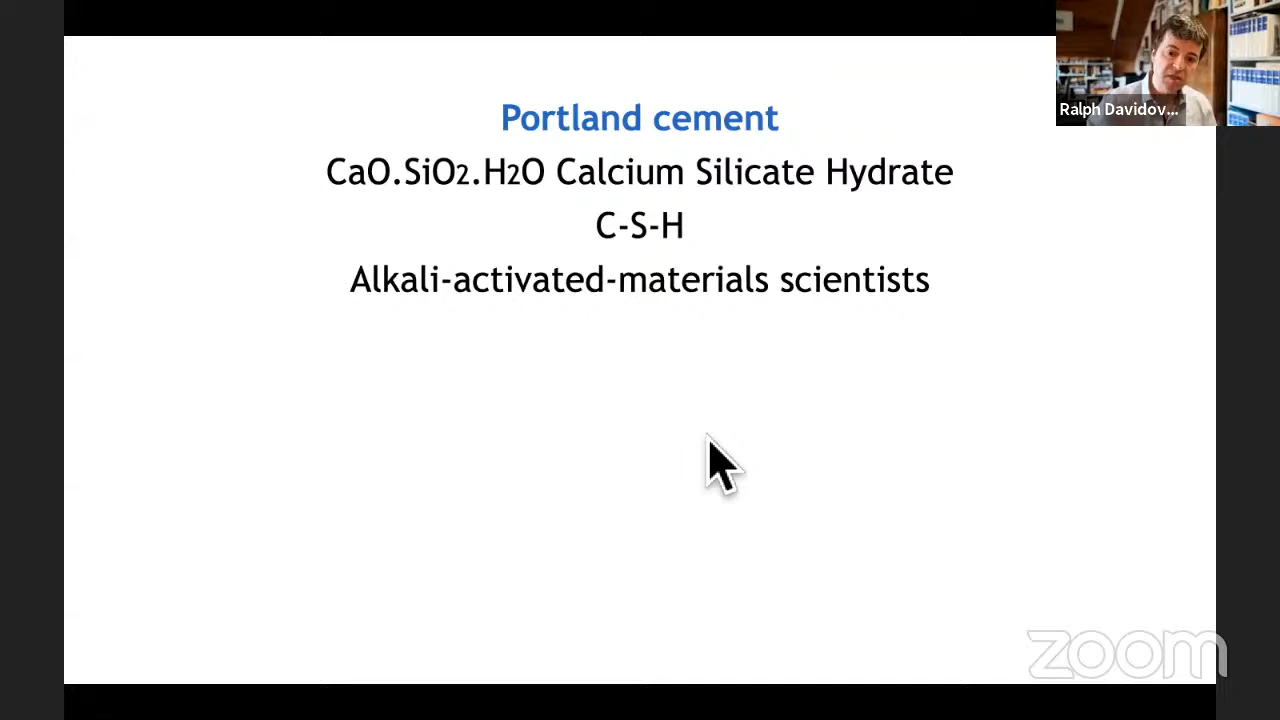 Ralph Davidov...
Portland cement
CaO.SiO2.H2O Calcium Silicate Hydrate
C-S-H
Alkali-activated-materials scientists
zoom